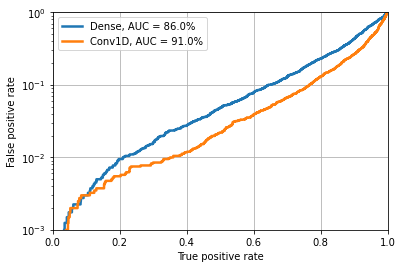 Dense, AUC = 86.0%
Conv1D, AUC = 91.0%
10⁰
10⁻¹
10⁻²
10⁻³
False positive rate
0.0 0.2 0.4 0.6 0.8 1.0
True positive rate